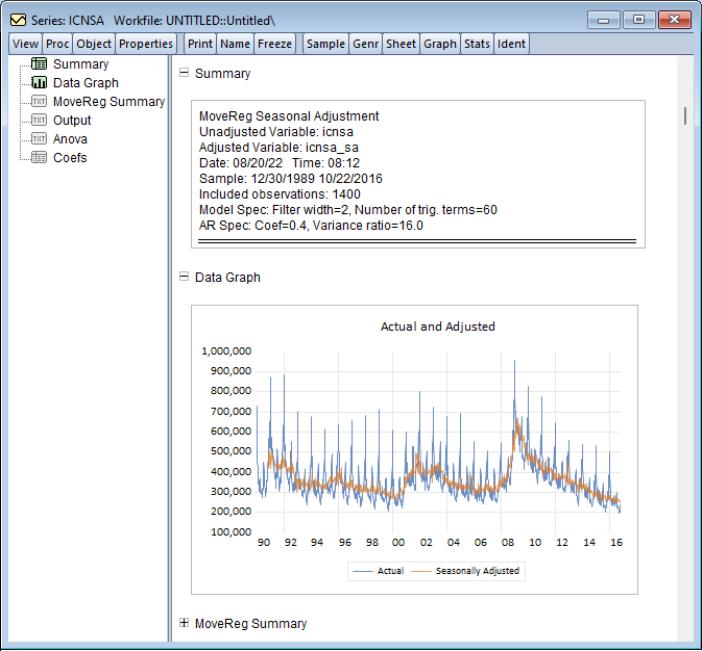 Series: ICNSA   Workfile: UNTITLED::Untitled\
View Proc Object Properties Print Name Freeze Sample Genr Sheet Graph Stats Ident
Summary
Data Graph
MoveReg Summary
Output
Anova
Coefs
Summary
MoveReg Seasonal Adjustment
Unadjusted Variable: icnsa
Adjusted Variable: icnsa_sa
Date: 08/20/22   Time: 08:12
Sample: 12/30/1989 10/22/2016
Included observations: 1400
Model Spec: Filter width=2, Number of trig. terms=60
AR Spec: Coef=0.4, Variance ratio=16.0
Data Graph
Actual and Adjusted
1,000,000
900,000
800,000
700,000
600,000
500,000
400,000
300,000
200,000
100,000
90 92 94 96 98 00 02 04 06 08 10 12 14 16
Actual Seasonally Adjusted
MoveReg Summary